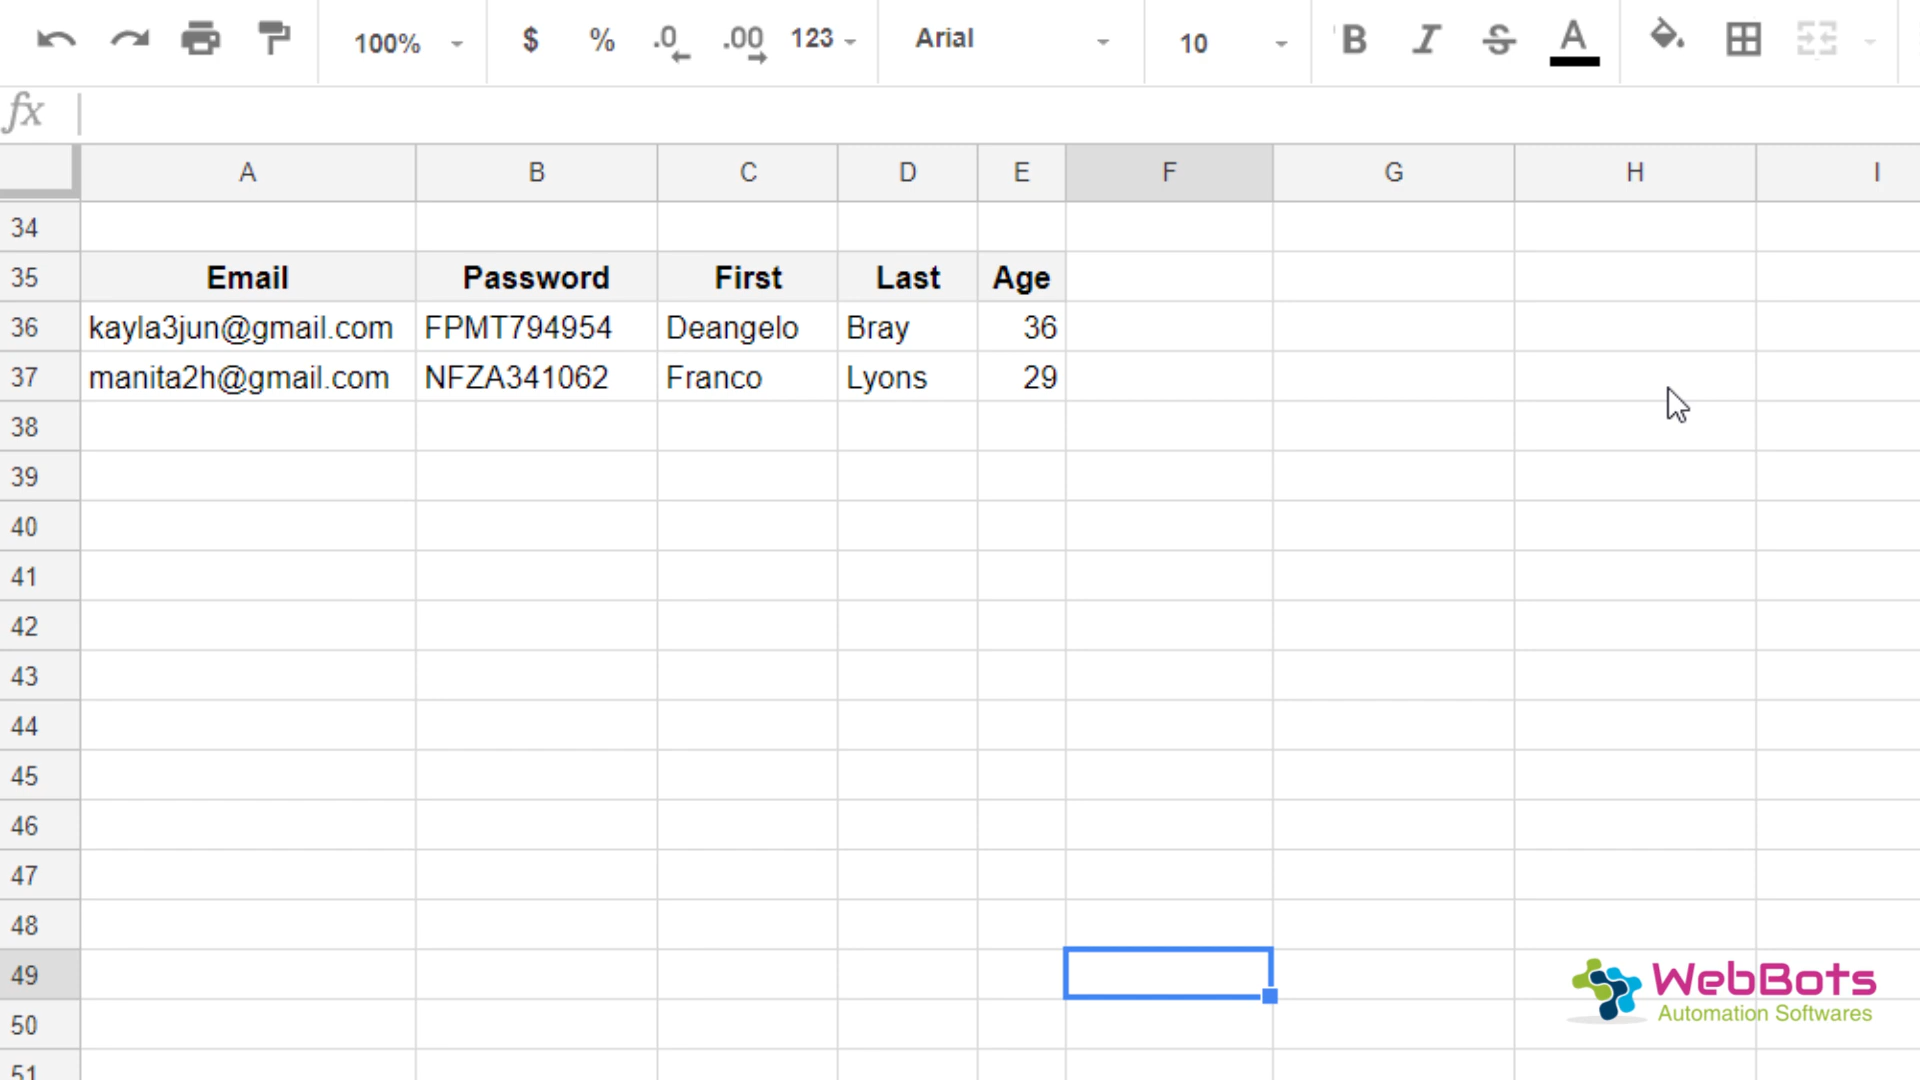 100% $ % .0 .00 123 Arial 10 B I S A
fx
A B C D E F G H I
34
35 Email Password First Last Age
36 kayla3jun@gmail.com FPMT794954 Deangelo Bray 36
37 manita2h@gmail.com NFZA341062 Franco Lyons 29
38
39
40
41
42
43
44
45
46
47
48
49
50
51
WebBots
Automation Softwares